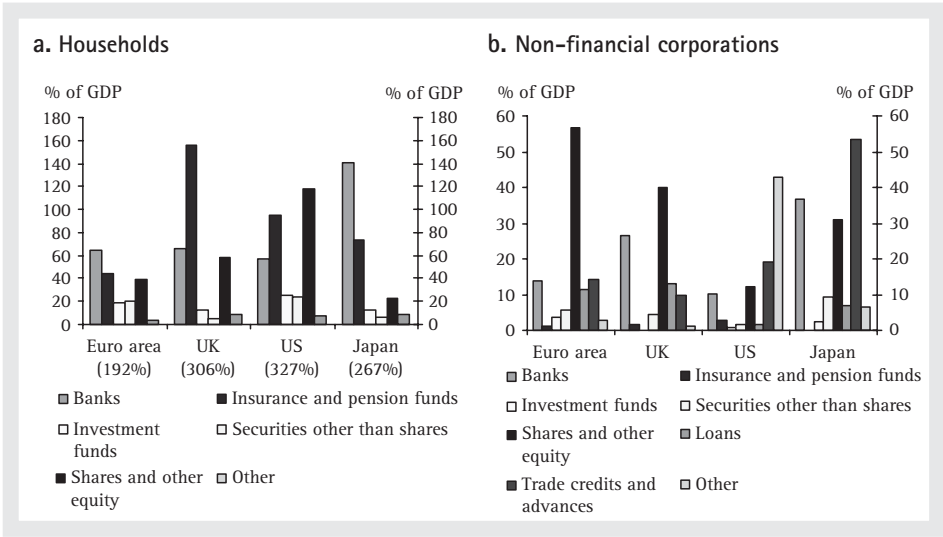 a. Households
% of GDP % of GDP
180 180
160 160
140 140
120 120
100 100
80 80
60 60
40 40
20 20
0 0
Euro area UK US Japan
(192%) (306%) (327%) (267%)
Banks Insurance and pension funds
Investment Securities other than shares
funds
Shares and other Other
equity
b. Non-financial corporations
% of GDP % of GDP
60 60
50 50
40 40
30 30
20 20
10 10
0 0
Euro area UK US Japan
Banks Insurance and pension funds
Investment funds Securities other than shares
Shares and other Loans
equity
Trade credits and Other
advances